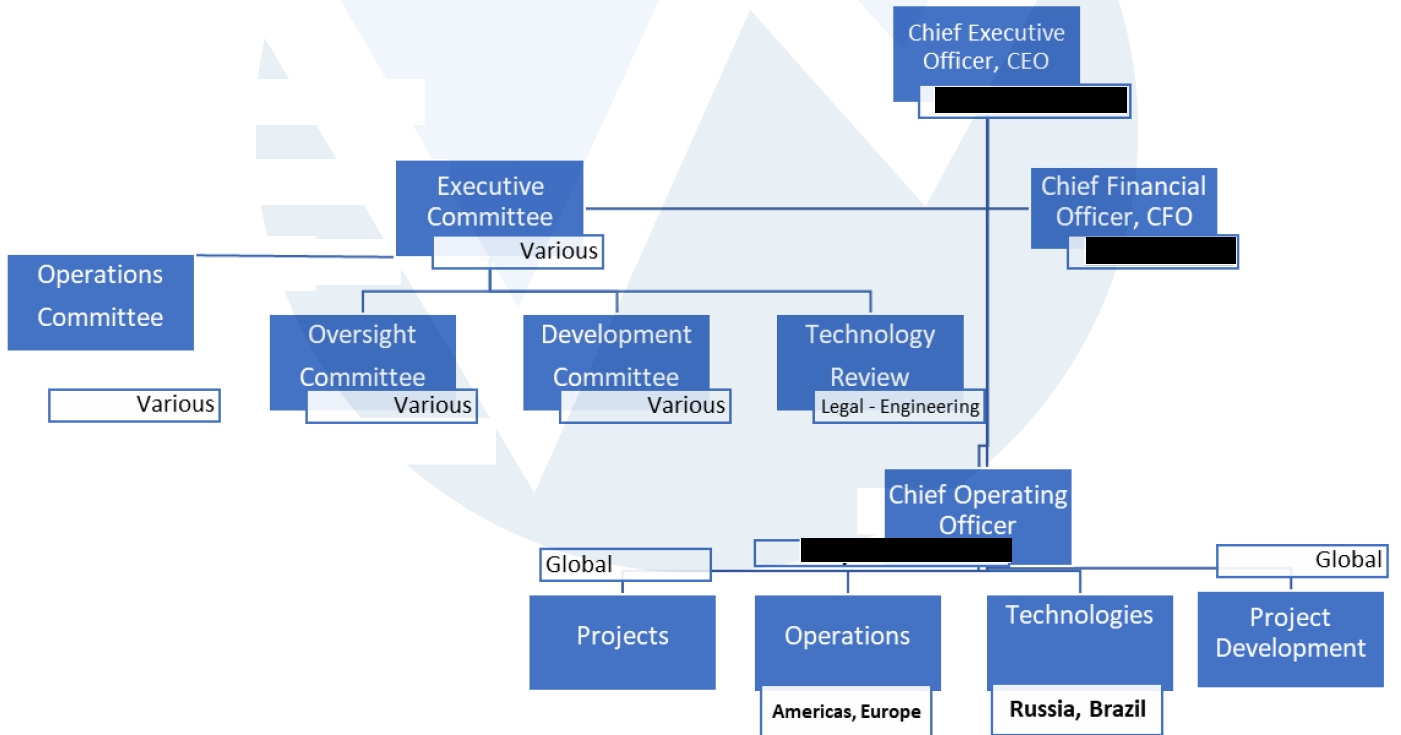 Chief Executive
Officer, CEO
Executive
Committee
Various
Chief Financial
Officer, CFO
Operations
Committee
Various
Oversight
Committee
Various
Development
Committee
Various
Technology
Review
Legal - Engineering
Chief Operating
Officer
Global
Projects
Operations
Americas, Europe
Technologies
Russia, Brazil
Global
Project
Development